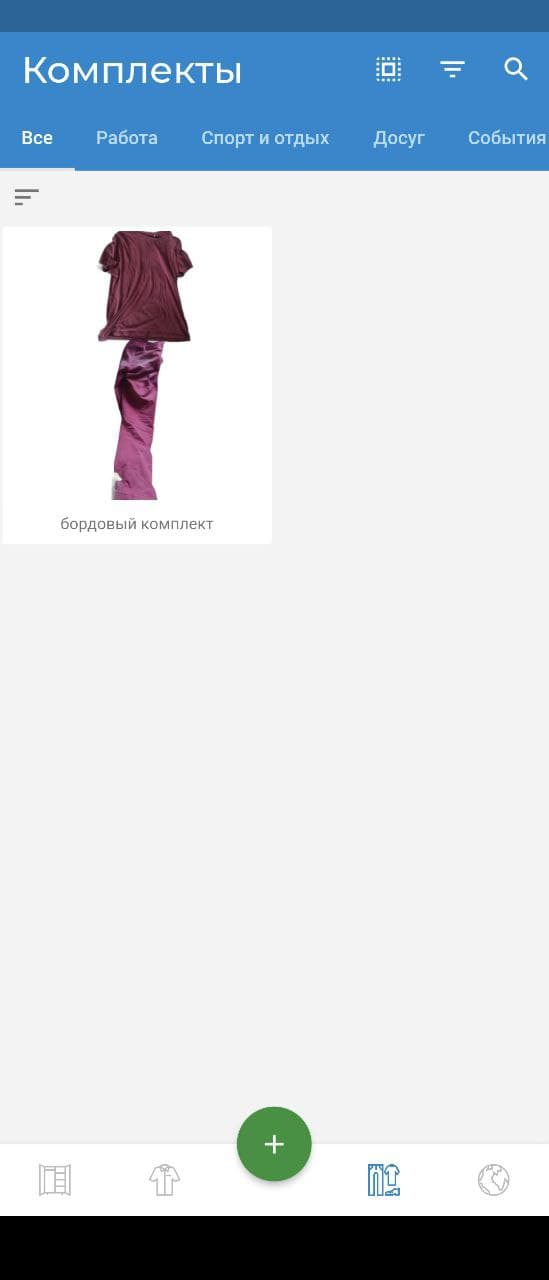 Комплекты
Все Работа Спорт и отдых Досуг События
бордовый комплект